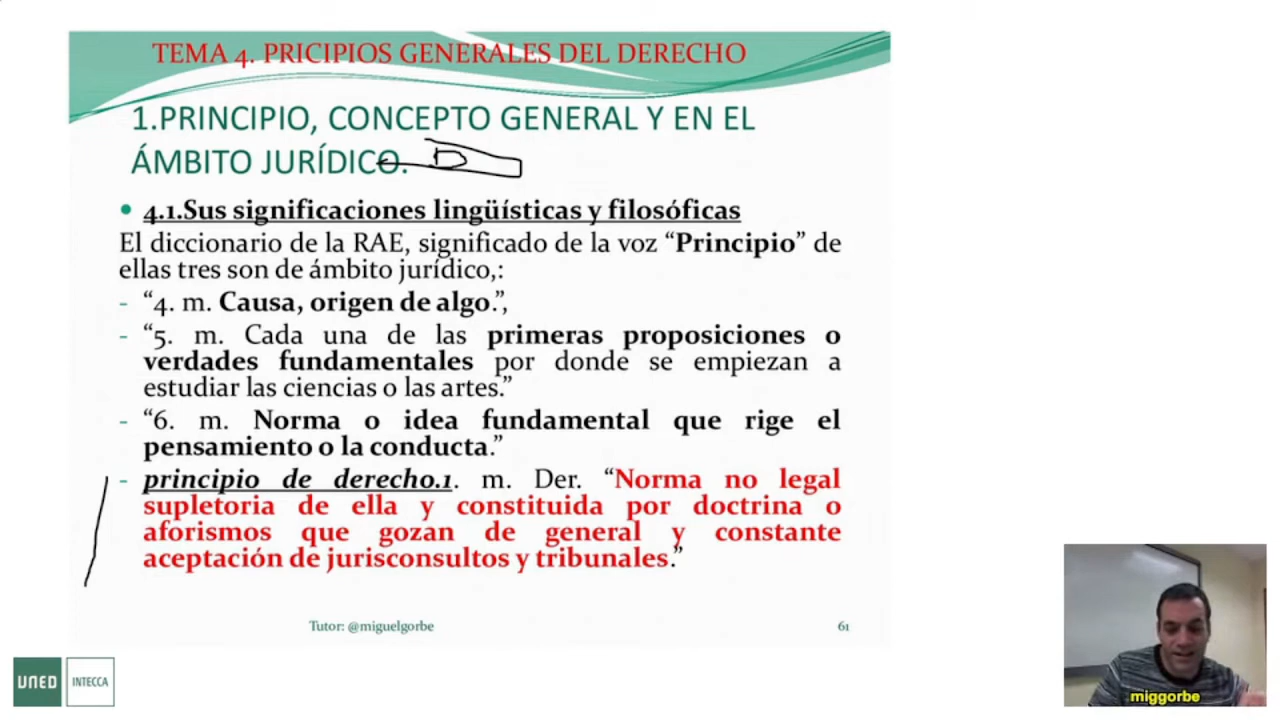 TEMA 4. PRICIPIOS GENERALES DEL DERECHO
1.PRINCIPIO, CONCEPTO GENERAL Y EN EL
ÁMBITO JURÍDICO.
D
• 4.1.Sus significaciones lingüísticas y filosóficas
El diccionario de la RAE, significado de la voz “Principio” de
ellas tres son de ámbito jurídico,:
- “4. m. Causa, origen de algo.”,
- “5. m. Cada una de las primeras proposiciones o
verdades fundamentales por donde se empiezan a
estudiar las ciencias o las artes.”
- “6. m. Norma o idea fundamental que rige el
pensamiento o la conducta.”
- principio de derecho.1. m. Der. “Norma no legal
supletoria de ella y constituida por doctrina o
aforismos que gozan de general y constante
aceptación de jurisconsultos y tribunales.”
Tutor: @miguelgorbe
61
UNED
INTECCA
miggorbe